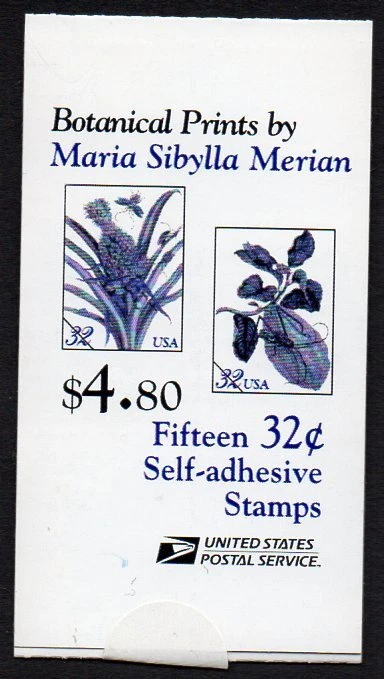 Botanical Prints by
Maria Sibylla Merian
32 USA
32 USA
$4.80
Fifteen 32¢
Self-adhesive
Stamps
UNITED STATES
POSTAL SERVICE.